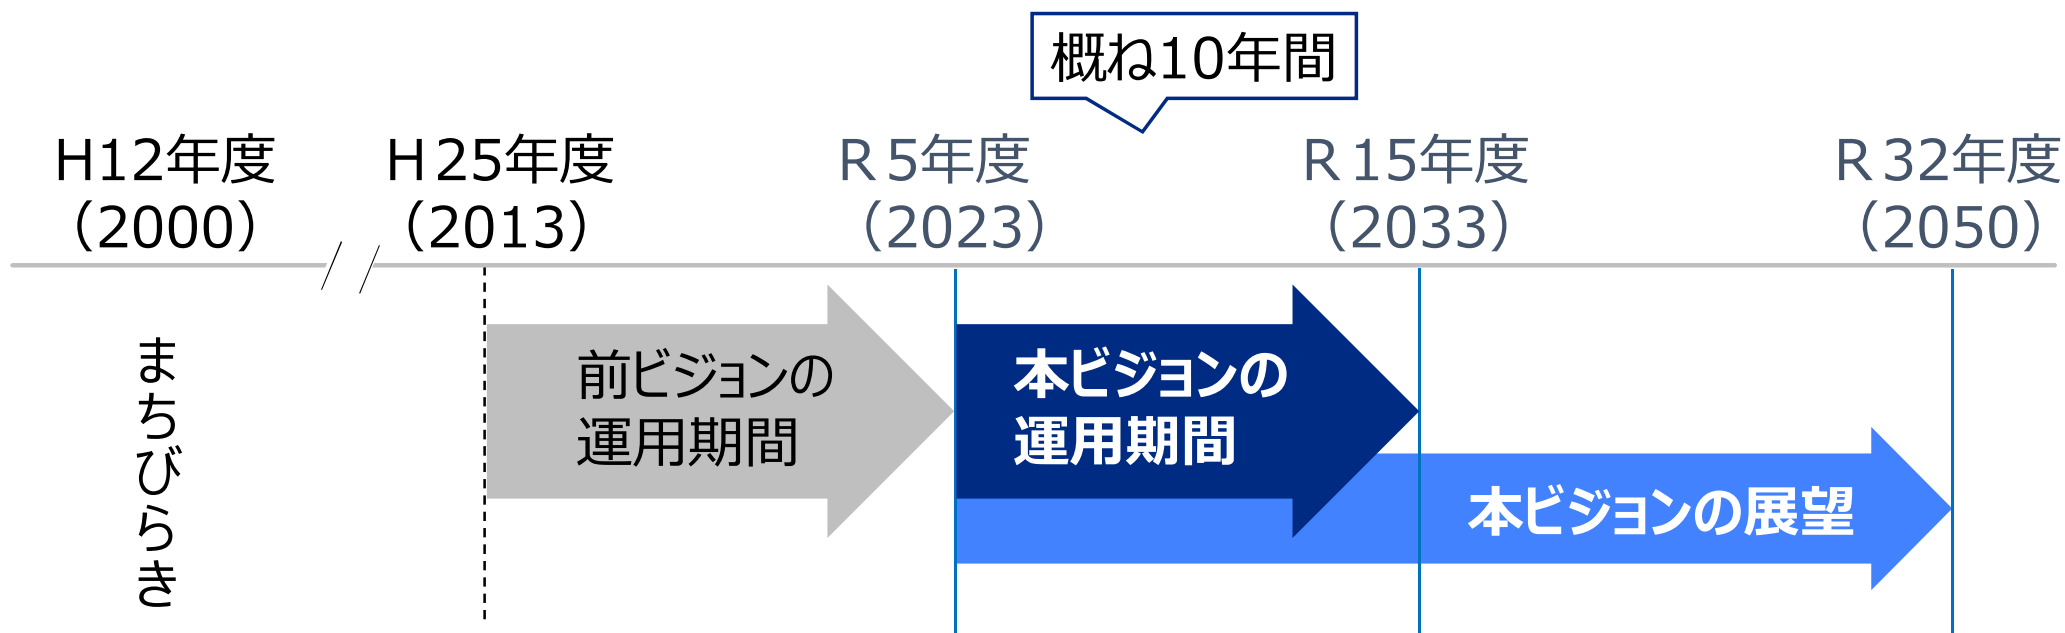 概ね10年間
H12年度
（2000）
H25年度
（2013）
R5年度
（2023）
R15年度
（2033）
R32年度
（2050）
まちびらき
前ビジョンの
運用期間
本ビジョンの
運用期間
本ビジョンの展望